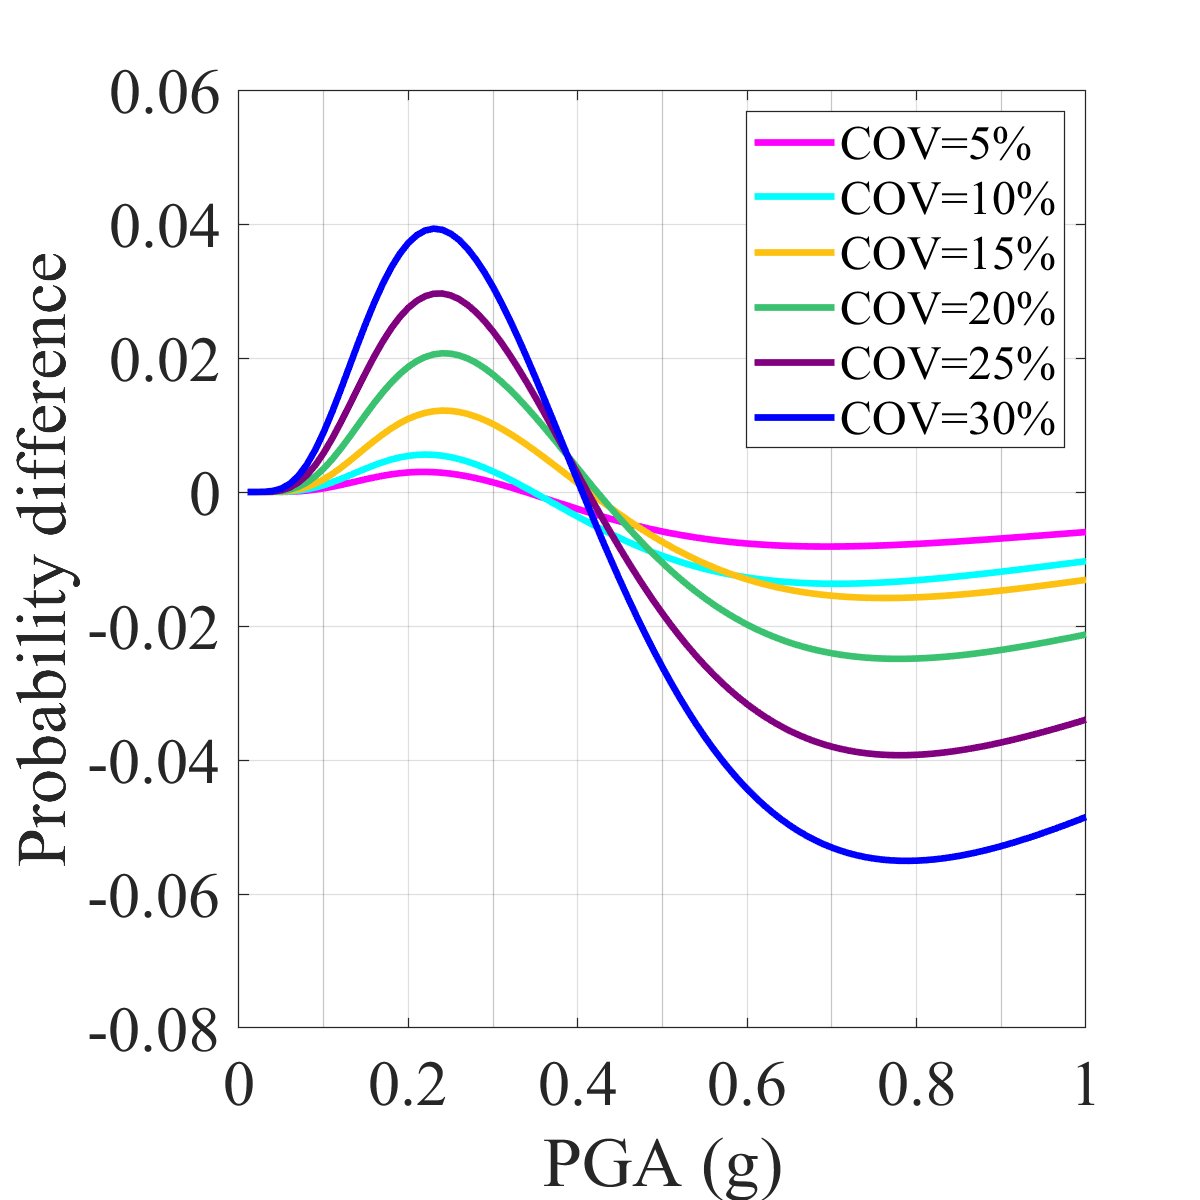 0.06
0.04
0.02
0
-0.02
-0.04
-0.06
-0.08
Probability difference
COV=5%
COV=10%
COV=15%
COV=20%
COV=25%
COV=30%
0 0.2 0.4 0.6 0.8 1
PGA (g)